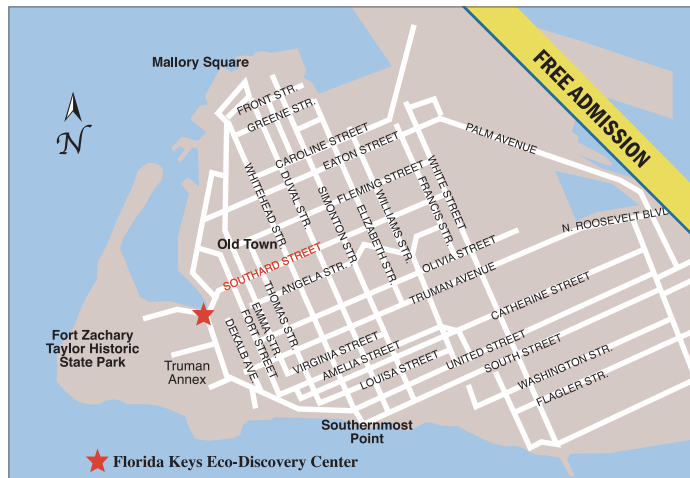 Mallory Square
FREE ADMISSION
N
FRONT STR.
GREENE STR.
CAROLINE STREET
EATON STREET
PALM AVENUE
FLEMING STREET
WHITEHEAD STR.
DUVAL STR.
SIMONTON STR.
ELIZABETH STR.
WILLIAMS STR.
FRANCIS STR.
WHITE STREET
N. ROOSEVELT BLVD
Old Town
SOUTHARD STREET
ANGELA STR.
OLIVIA STREET
TRUMAN AVENUE
THOMAS STR.
EMMA STR.
FORT STREET
DEKALB AVE.
CATHERINE STREET
VIRGINIA STREET
AMELIA STREET
LOUISA STREET
UNITED STREET
SOUTH STREET
WASHINGTON STR.
FLAGLER STR.
Fort Zachary
Taylor Historic
State Park
Truman
Annex
Southernmost
Point
Florida Keys Eco-Discovery Center